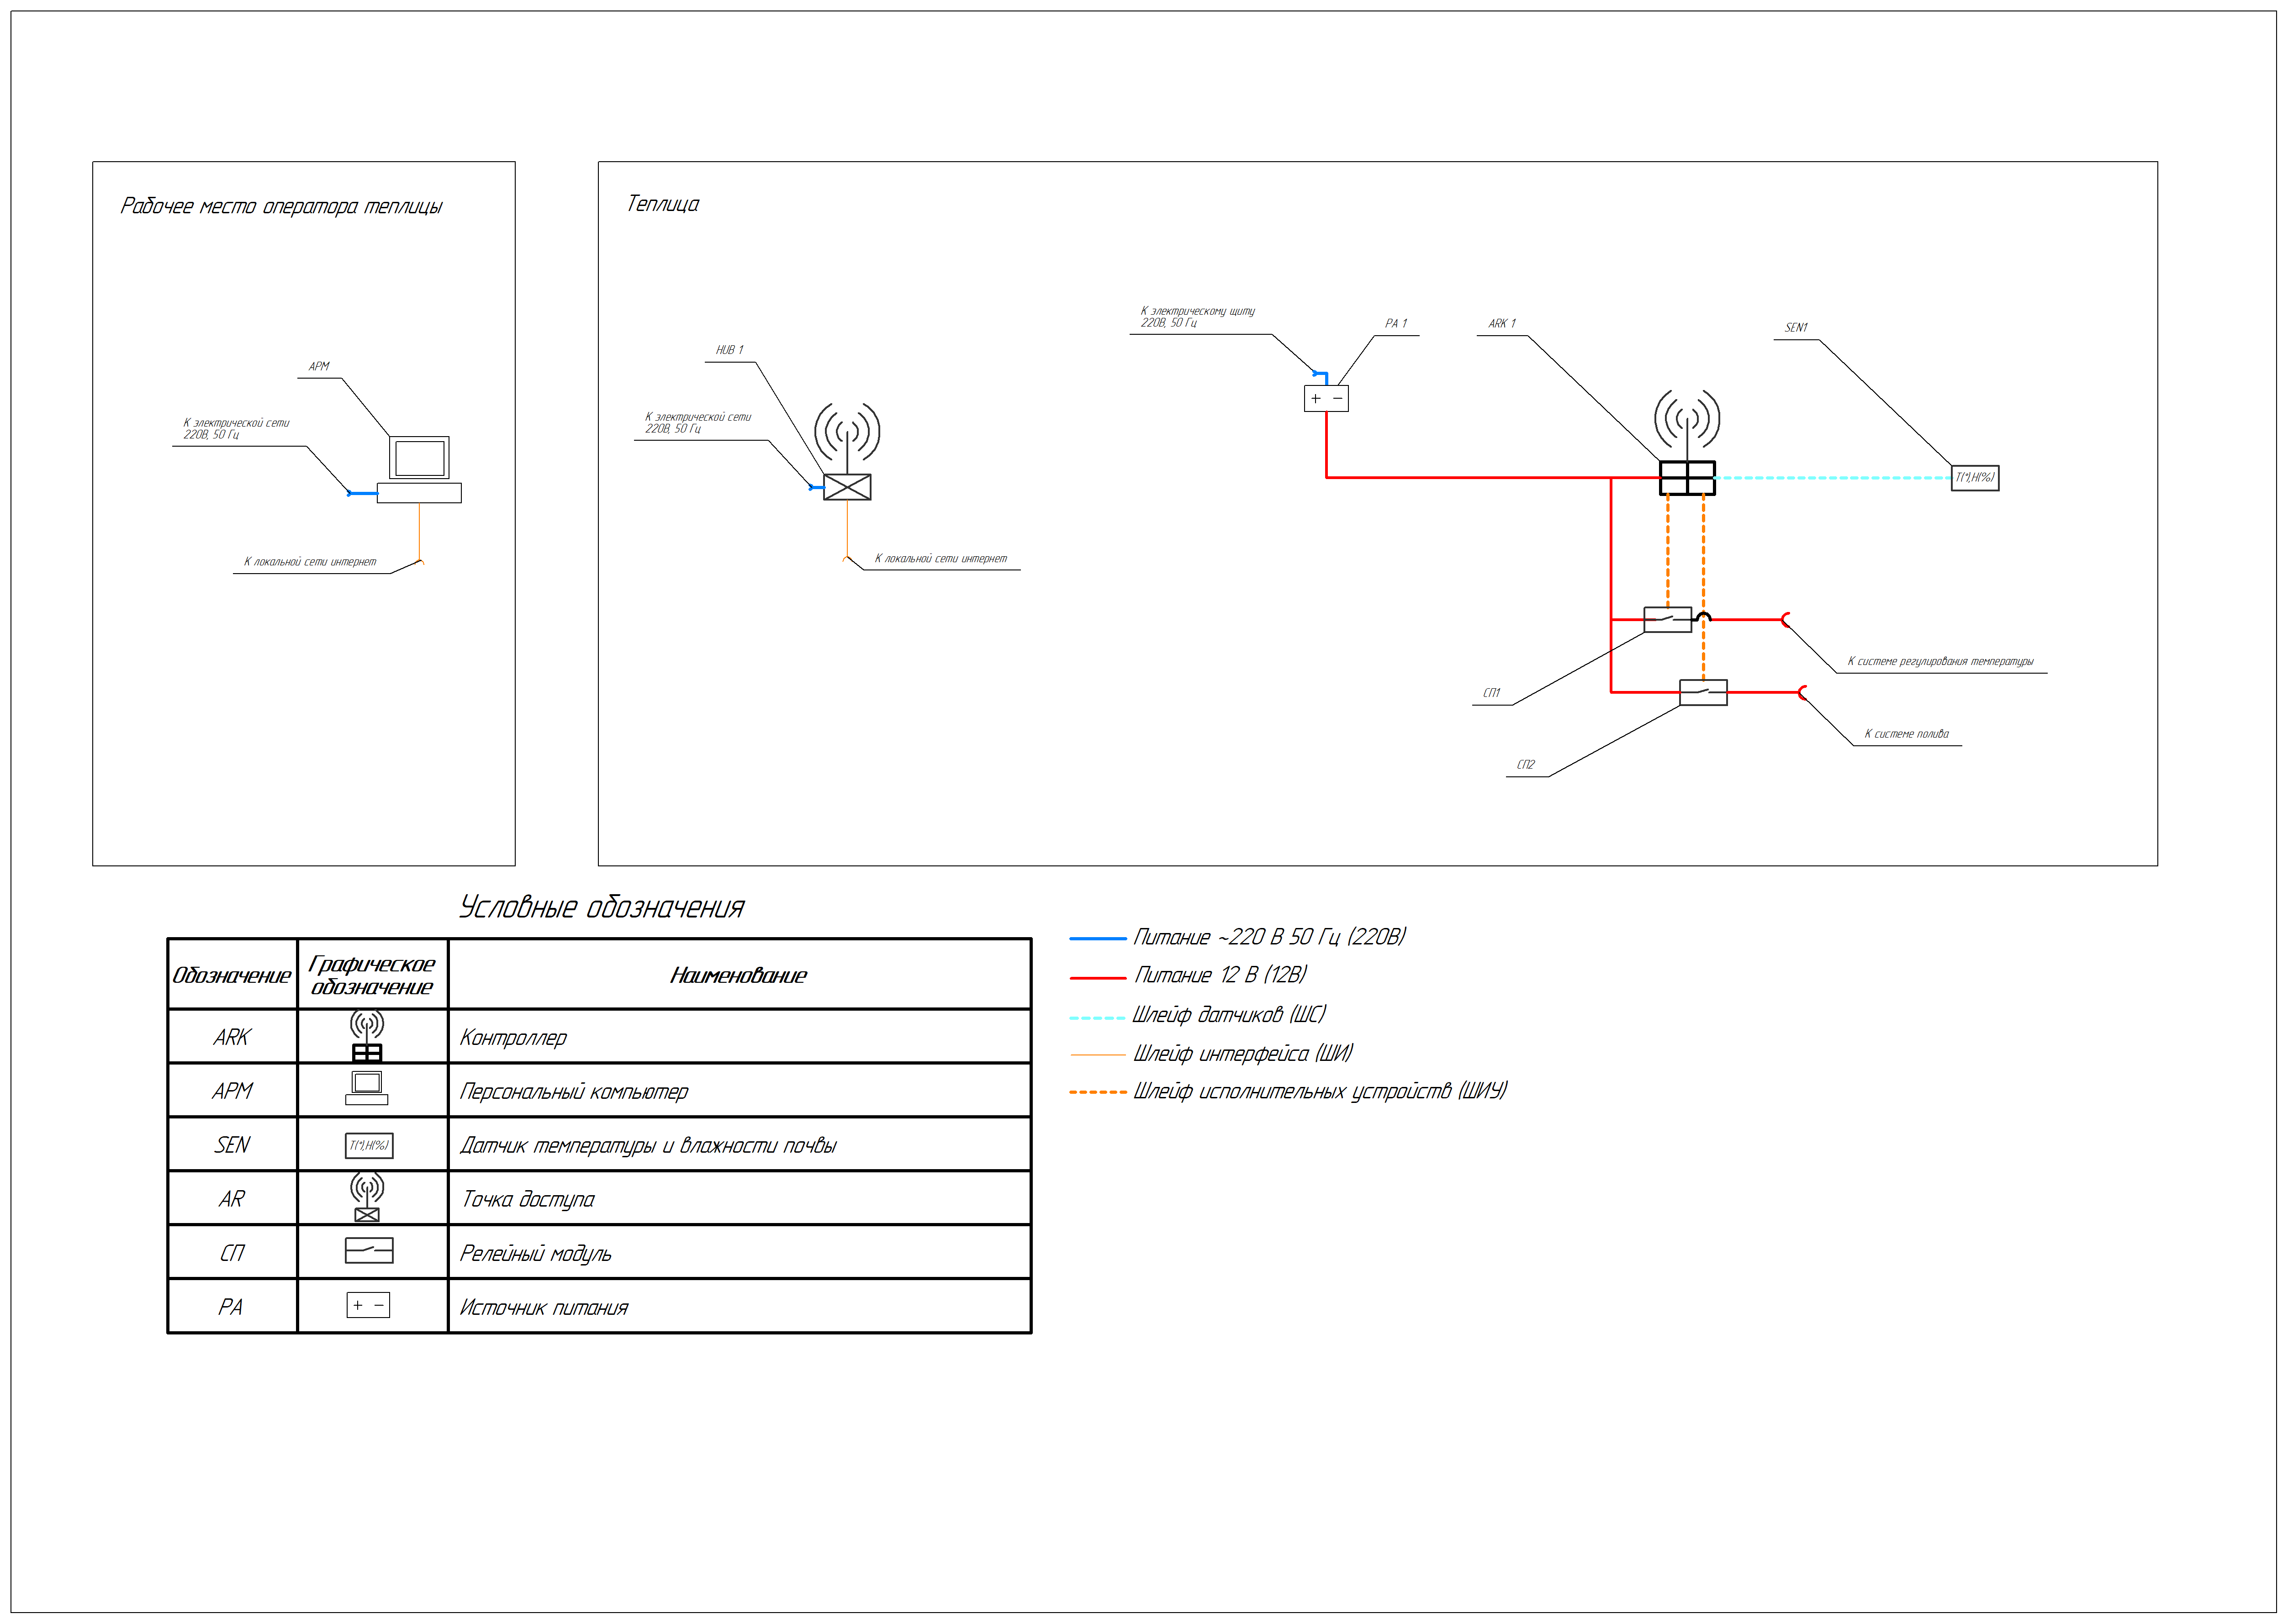 Рабочее место оператора теплицы
АРМ
К электрической сети
220В, 50 Гц
К локальной сети интернет
Теплица
HUB 1
К электрической сети
220В, 50 Гц
К локальной сети интернет
К электрическому щиту
220В, 50 Гц
PA 1
ARK 1
SEN1
+ −
T(°),H(%)
СП1
СП2
К системе регулирования температуры
К системе полива
Условные обозначения
Обозначение
Графическое
обозначение
Наименование
ARK
Контроллер
АРМ
Персональный компьютер
SEN
T(°),H(%)
Датчик температуры и влажности почвы
AR
Точка доступа
СП
Релейный модуль
PA
+ −
Источник питания
Питание ~220 В 50 Гц (220В)
Питание 12 В (12В)
Шлейф датчиков (ШС)
Шлейф интерфейса (ШИ)
Шлейф исполнительных устройств (ШИУ)